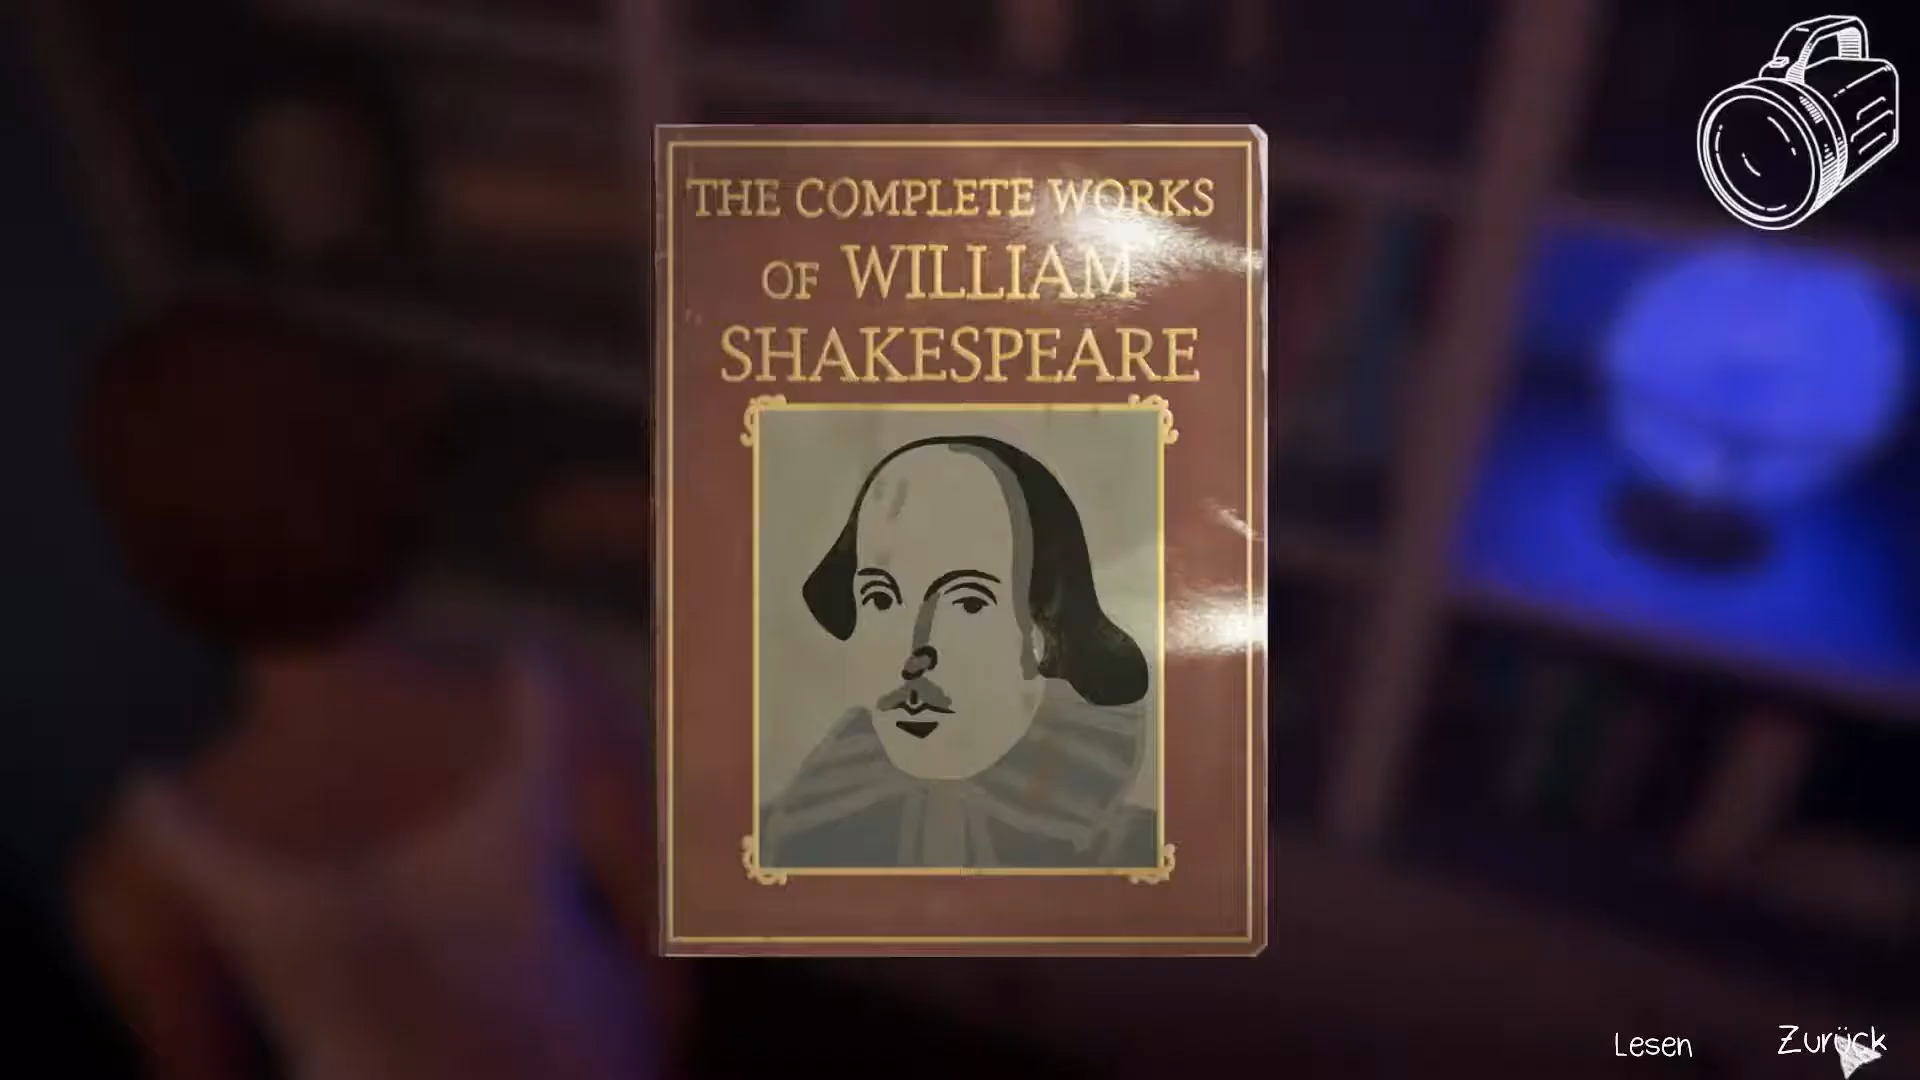 THE COMPLETE WORKS
OF WILLIAM
SHAKESPEARE
Lesen
Zurück